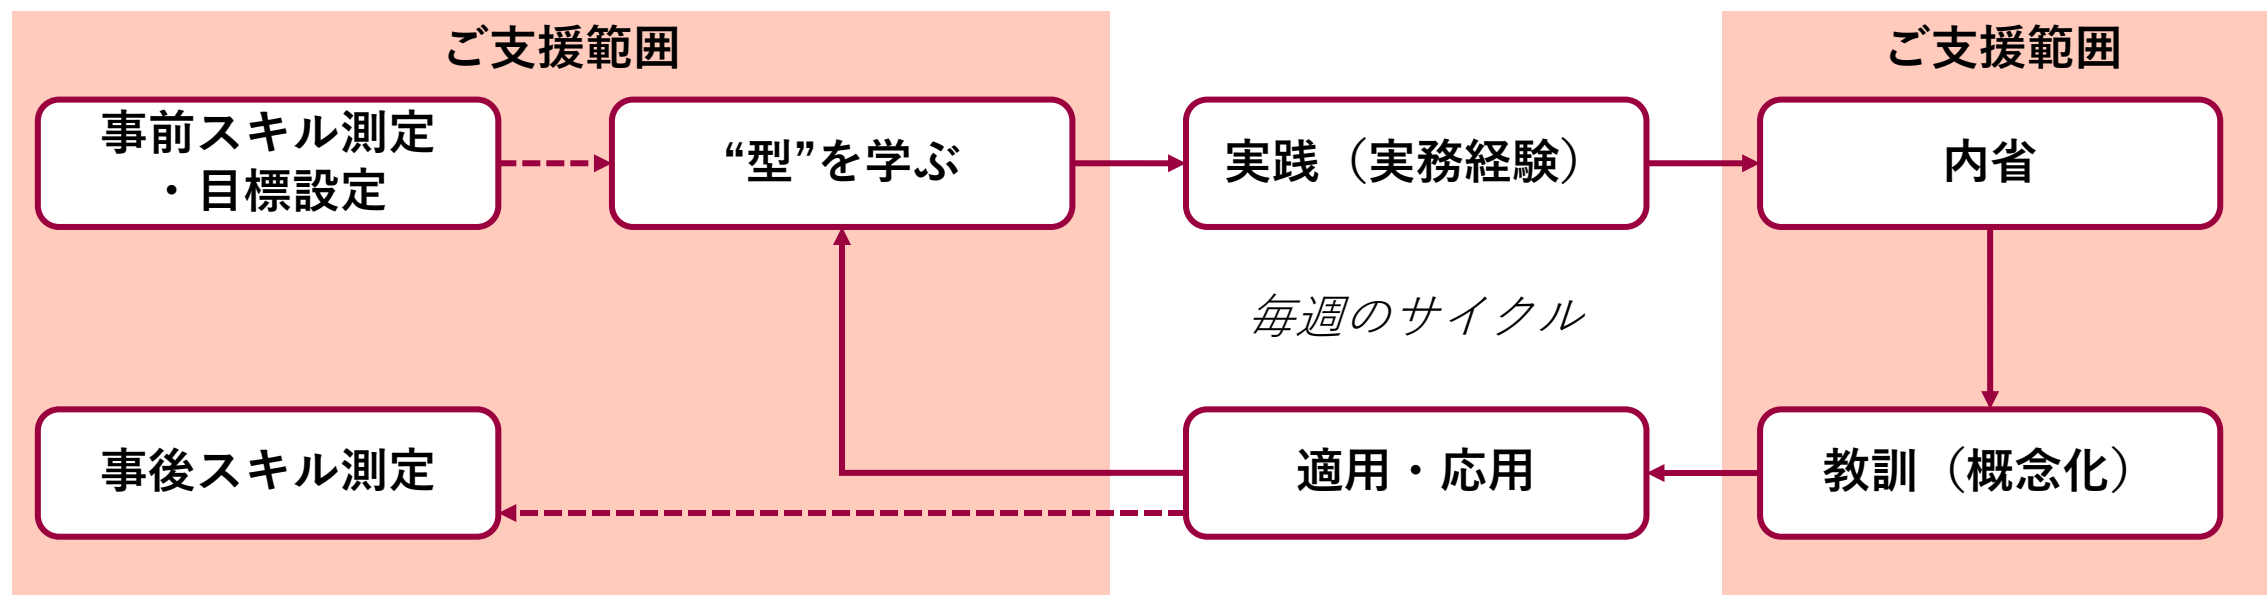 ご支援範囲
ご支援範囲
事前スキル測定
・目標設定
“型”を学ぶ
実践（実務経験）
内省
毎週のサイクル
事後スキル測定
適用・応用
教訓（概念化）